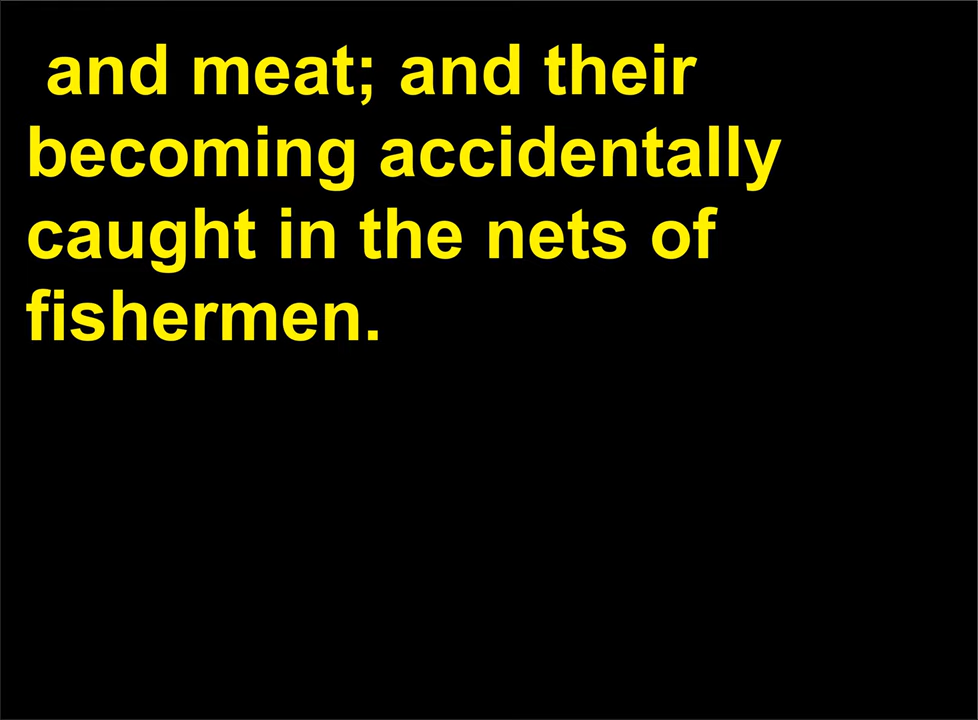 and meat; and their
becoming accidentally
caught in the nets of
fishermen.